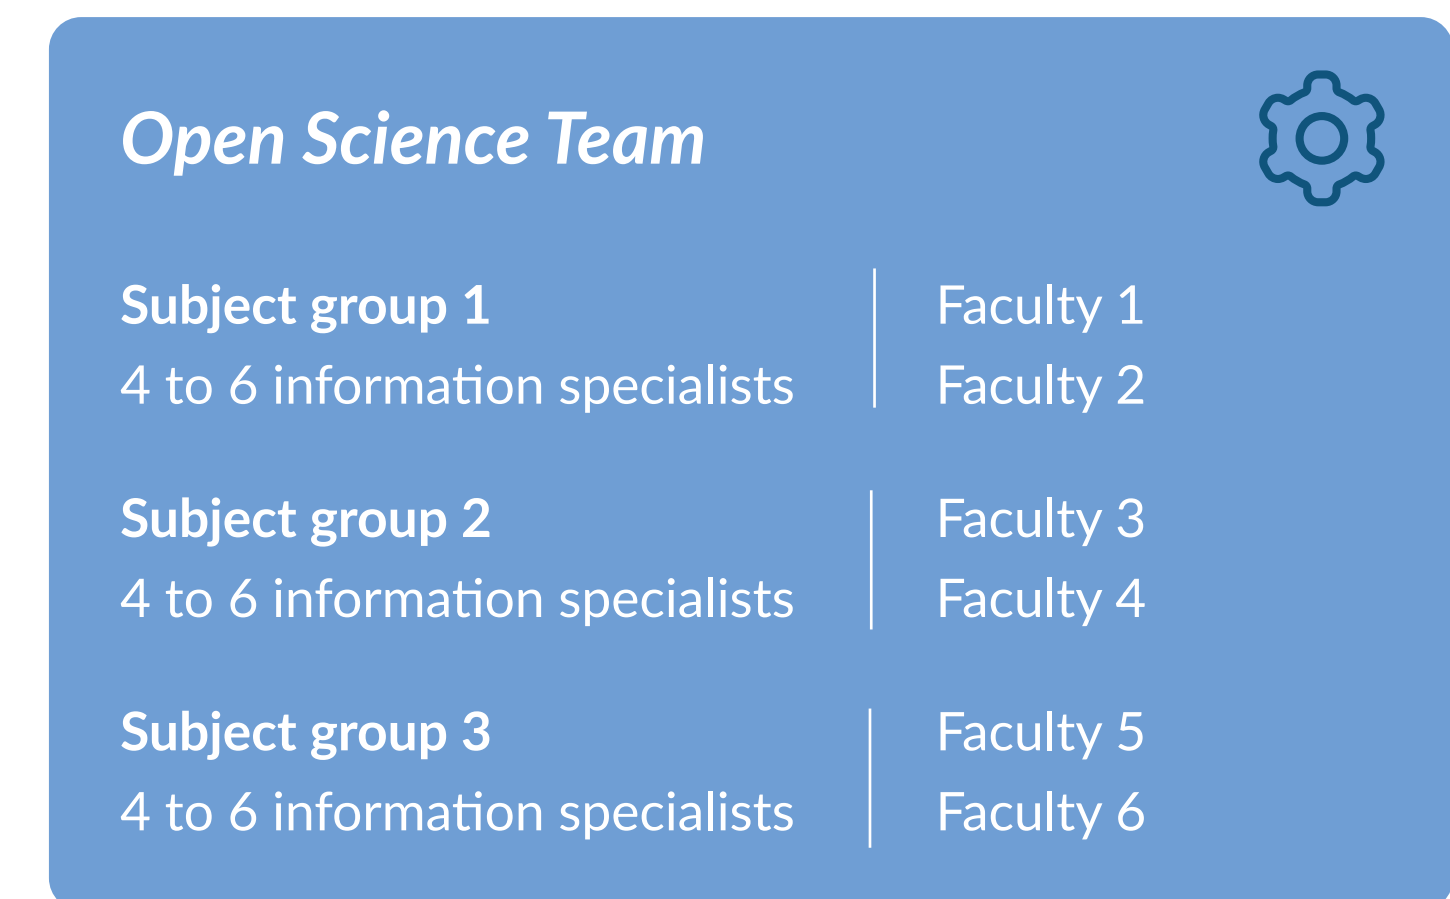 Open Science Team
Subject group 1
4 to 6 information specialists
Faculty 1
Faculty 2
Subject group 2
4 to 6 information specialists
Faculty 3
Faculty 4
Subject group 3
4 to 6 information specialists
Faculty 5
Faculty 6